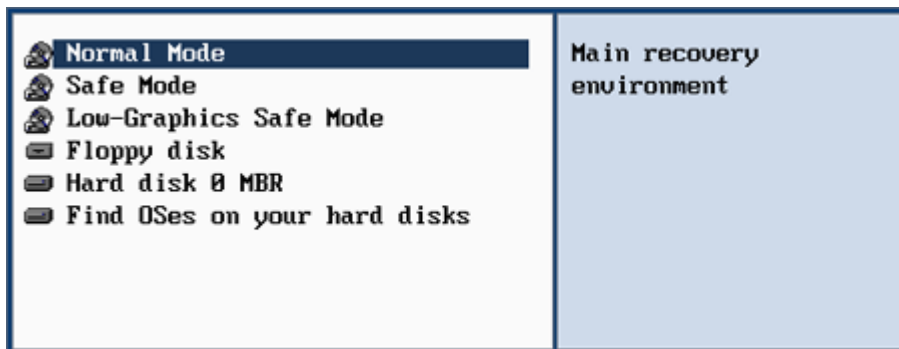 Normal Mode
Safe Mode
Low-Graphics Safe Mode
Floppy disk
Hard disk 0 MBR
Find OSes on your hard disks
Main recovery
environment